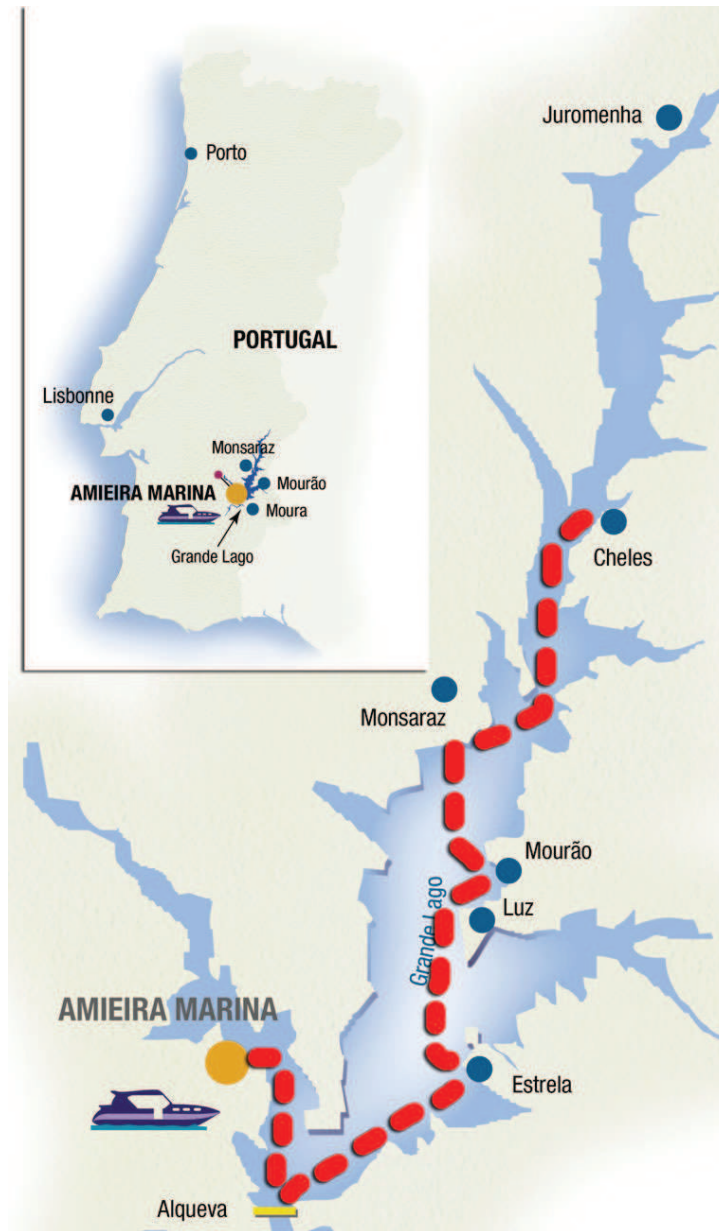 Porto
PORTUGAL
Lisbonne
Monsaraz
Mourão
AMIEIRA MARINA
Moura
Grande Lago
Juromenha
Cheles
Monsaraz
Mourão
Luz
Grande Lago
AMIEIRA MARINA
Estrela
Alqueva